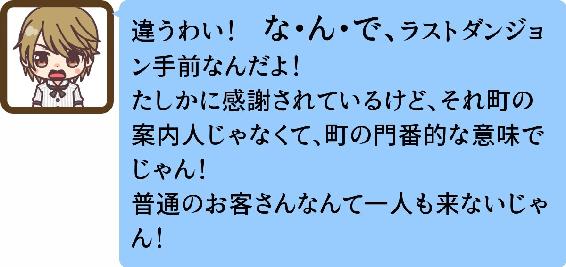 違うわい！　な・ん・で、ラストダンジョ
ン手前なんだよ！
たしかに感謝されているけど、それ町の
案内人じゃなくて、町の門番的な意味で
じゃん！
普通のお客さんなんて一人も来ないじゃ
ん！